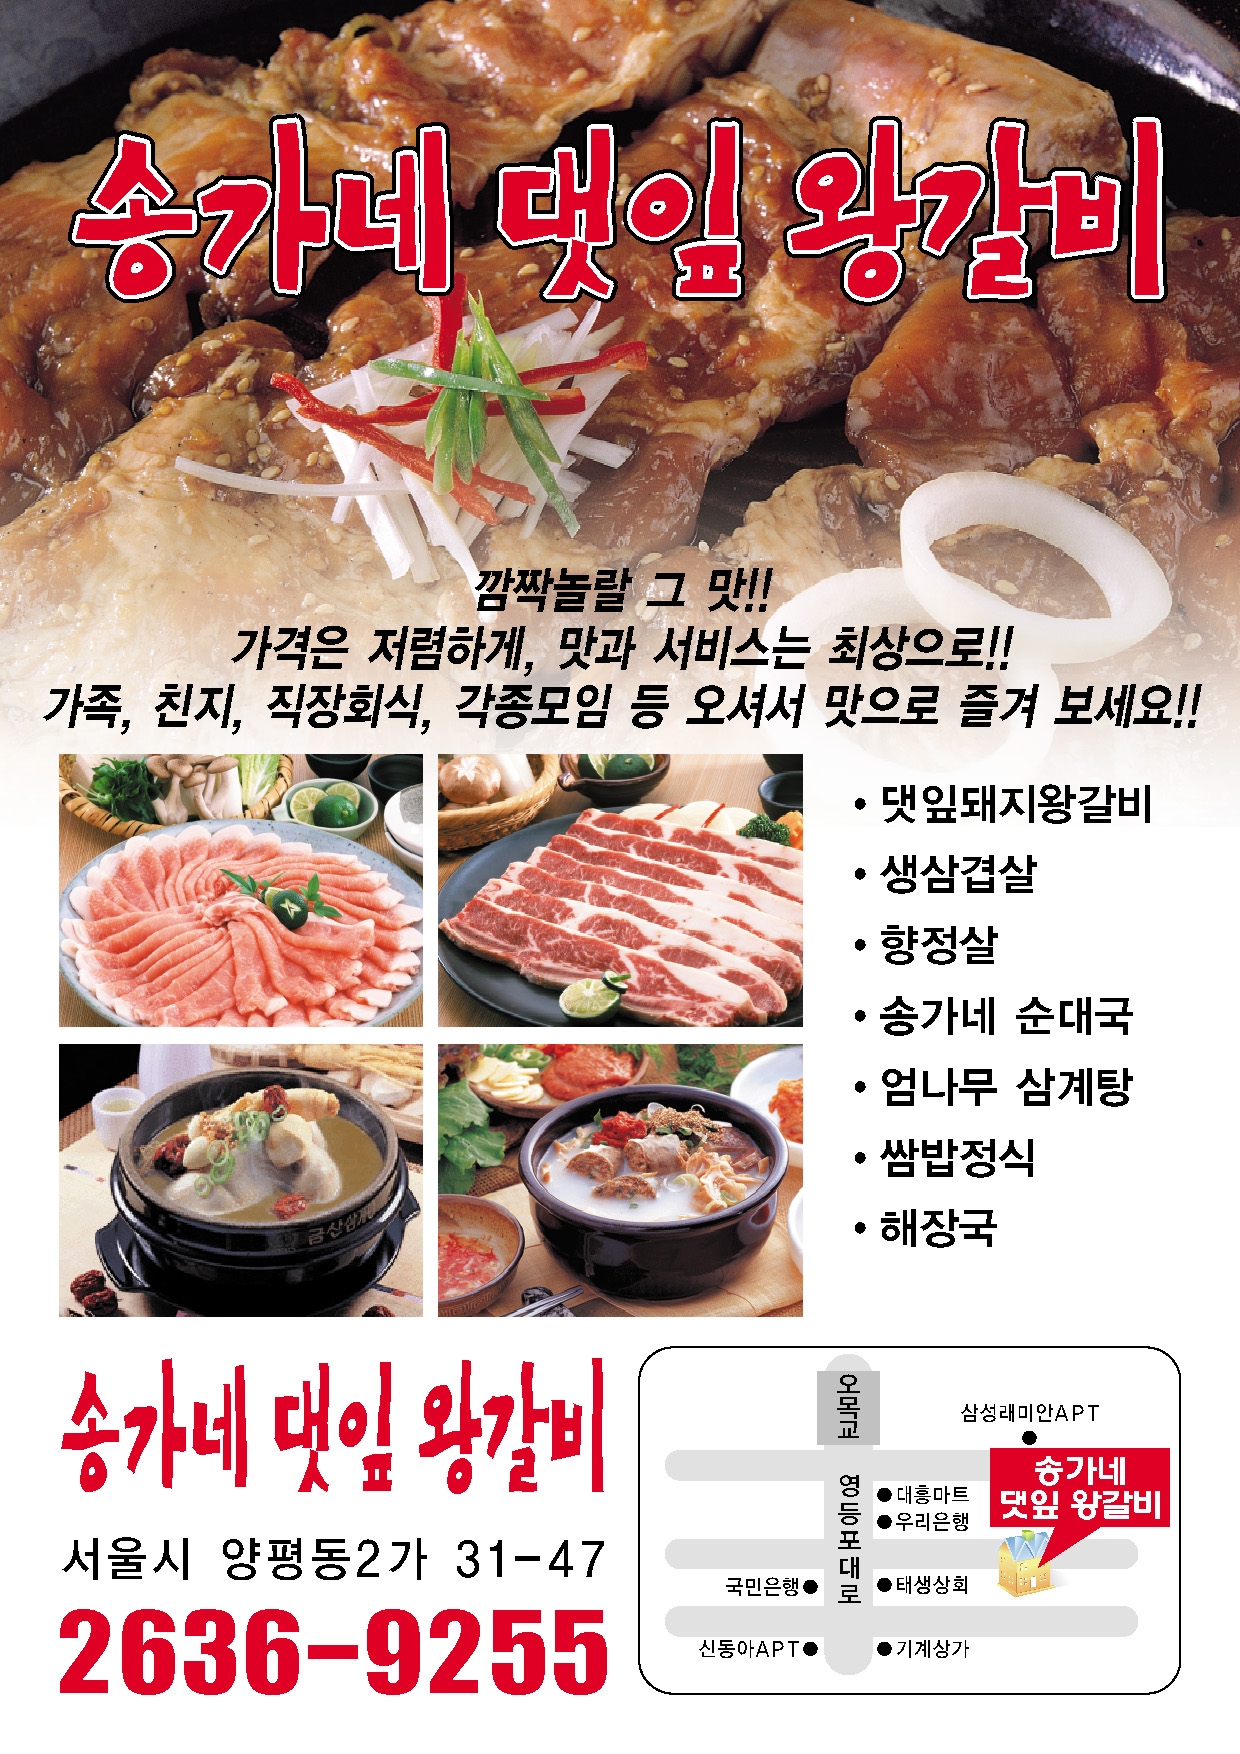 송가네 댓잎 왕갈비
깜짝놀랄 그 맛!!
가격은 저렴하게, 맛과 서비스는 최상으로!!
가족, 친지, 직장회식, 각종모임 등 오셔서 맛으로 즐겨 보세요!!
• 댓잎돼지왕갈비
• 생삼겹살
• 향정살
• 송가네 순대국
• 엄나무 삼계탕
• 쌈밥정식
• 해장국
금산삼계탕
송가네 댓잎 왕갈비
서울시 양평동2가 31-47
2636-9255
오목교
삼성래미안APT
송가네
댓잎 왕갈비
영등포대로
대흥마트
우리은행
국민은행
태생상회
신동아APT
기계상가